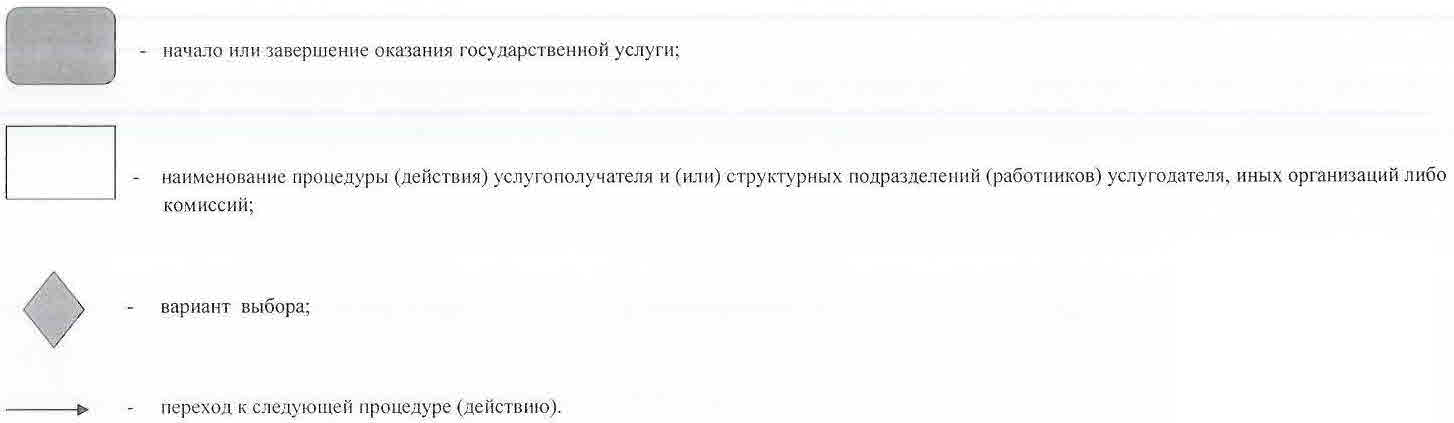 - начало или завершение оказания государственной услуги;
- наименование процедуры (действия) услугополучателя и (или) структурных подразделений (работников) услугодателя, иных организаций либо
комиссий;
- вариант выбора;
- переход к следующей процедуре (действию).